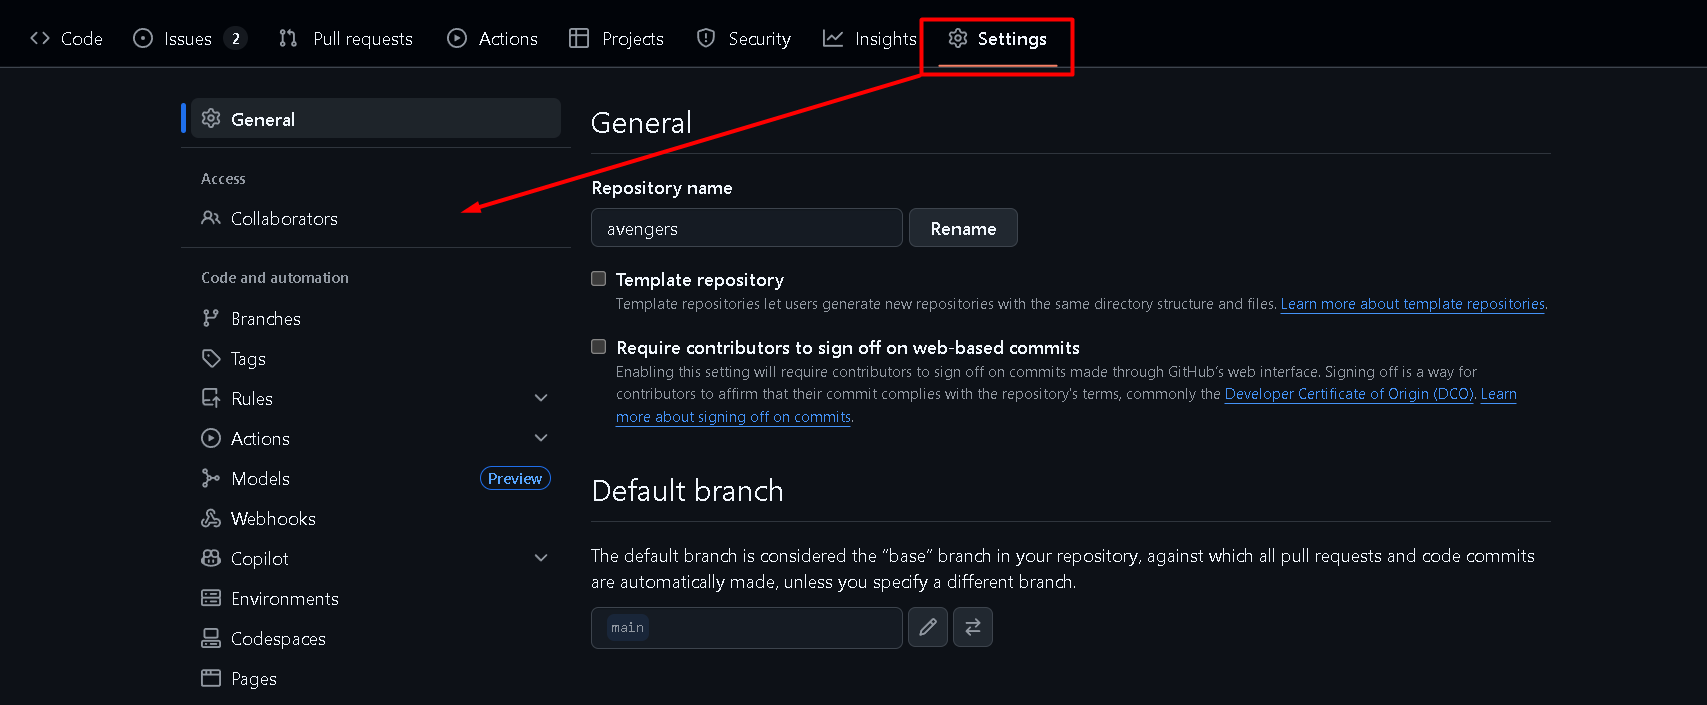 Code
Issues 2
Pull requests
Actions
Projects
Security
Insights
Settings
General
Access
Collaborators
Code and automation
Branches
Tags
Rules
Actions
Models Preview
Webhooks
Copilot
Environments
Codespaces
Pages
General
Repository name
avengers
Rename
Template repository
Template repositories let users generate new repositories with the same directory structure and files. Learn more about template repositories.
Require contributors to sign off on web-based commits
Enabling this setting will require contributors to sign off on commits made through GitHub's web interface. Signing off is a way for
contributors to affirm that their commit complies with the repository's terms, commonly the Developer Certificate of Origin (DCO). Learn
more about signing off on commits.
Default branch
The default branch is considered the “base” branch in your repository, against which all pull requests and code commits
are automatically made, unless you specify a different branch.
main